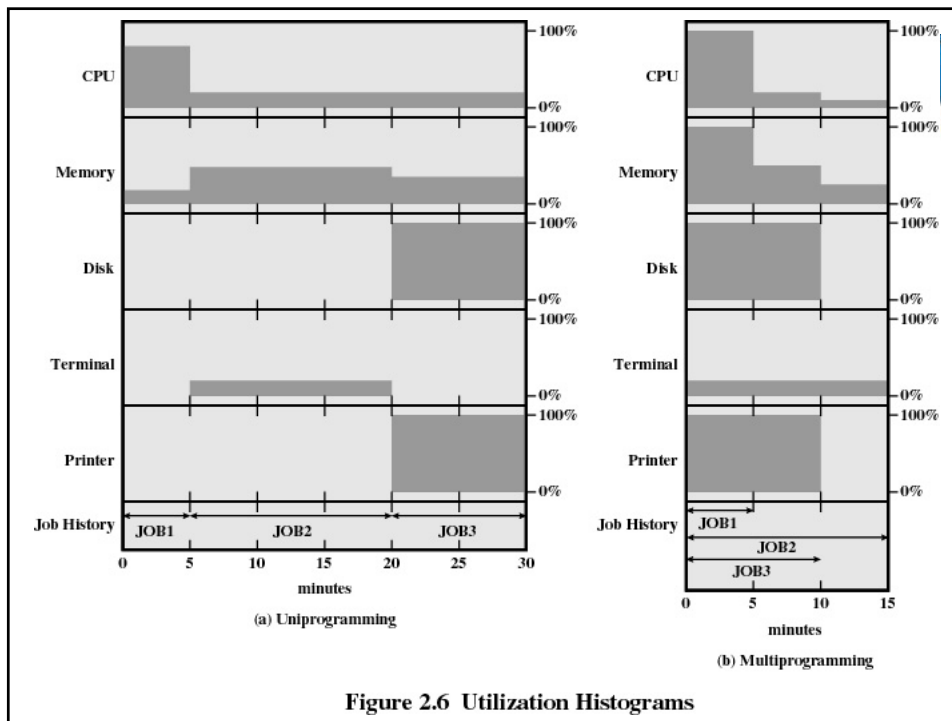 CPU
100%
0%
Memory
100%
0%
Disk
100%
0%
Terminal
100%
0%
Printer
100%
0%
Job History
JOB1 JOB2 JOB3
0 5 10 15 20 25 30
minutes
(a) Uniprogramming
CPU
100%
0%
Memory
100%
0%
Disk
100%
0%
Terminal
100%
0%
Printer
100%
0%
Job History
JOB1
JOB2
JOB3
0 5 10 15
minutes
(b) Multiprogramming
Figure 2.6 Utilization Histograms